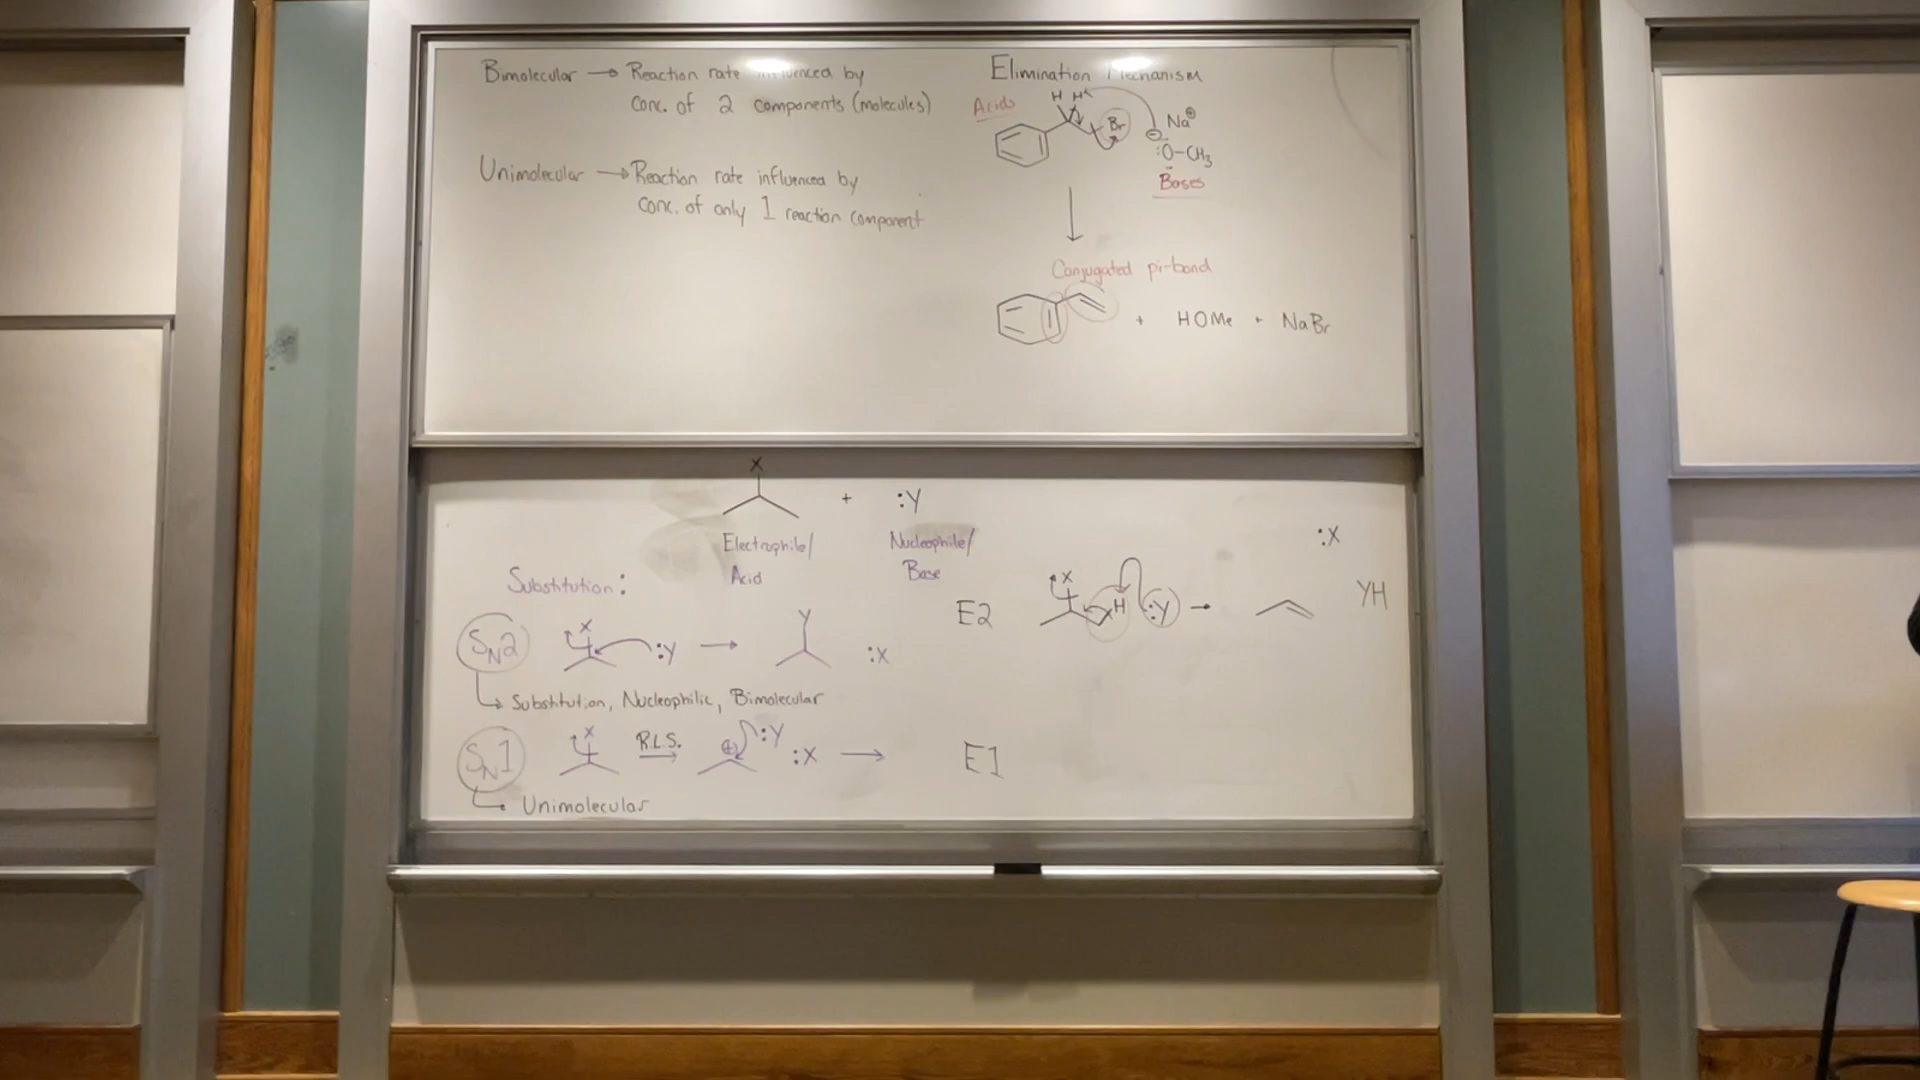 Bimolecular → Reaction rate influenced by
conc. of 2 components (molecules)
Unimolecular → Reaction rate influenced by
conc. of only 1 reaction component
Elimination Mechanism
Acids
H H
Br
Na⊕
⊖
:O-CH3
Bases
Conjugated pi-bond
+ HOMe + NaBr
X
+ :Y
Electrophile/
Acid
Nucleophile/
Base
Substitution:
SN2
X
:Y →
Y
:X
↳ Substitution, Nucleophilic, Bimolecular
SN1
X
R.L.S.
⊕ :Y
:X →
↳ Unimolecular
E2
X
H :Y →
:X
YH
E1